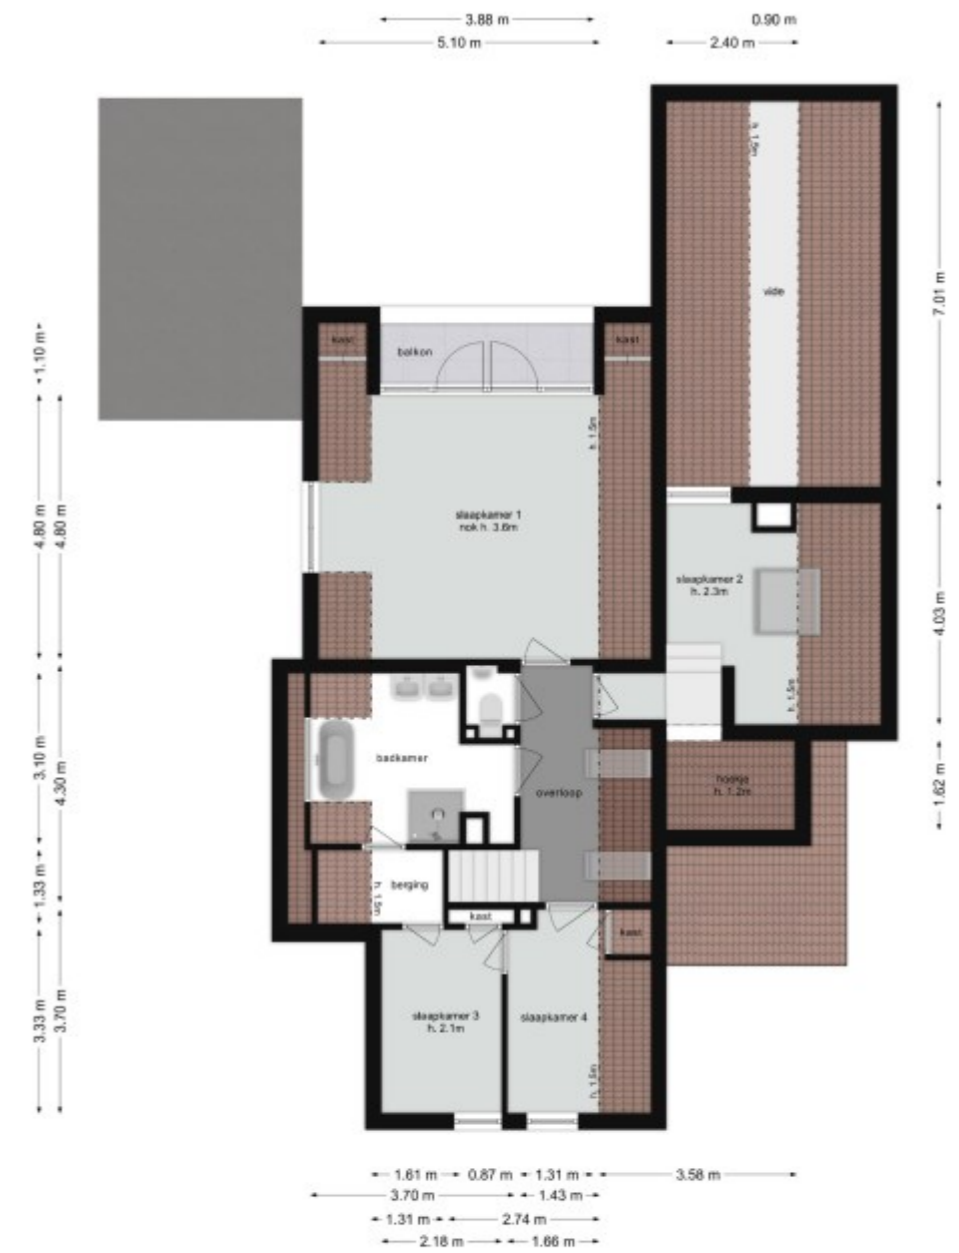 3.88 m
0.90 m
5.10 m
2.40 m
h. 1.5m
vide
7.01 m
1.10 m
kast
balkon
kast
h. 1.5m
4.80 m
4.80 m
slaapkamer 1
nok h. 3.6m
slaapkamer 2
h. 2.3m
4.03 m
h. 1.5m
badkamer
3.10 m
4.30 m
overloop
hoekje
h. 1.2m
1.62 m
1.33 m
h. 1.5m
berging
kast
kast
3.33 m
3.70 m
slaapkamer 3
h. 2.1m
slaapkamer 4
h. 1.5m
1.61 m
0.87 m
1.31 m
3.58 m
3.70 m
1.43 m
1.31 m
2.74 m
2.18 m
1.66 m